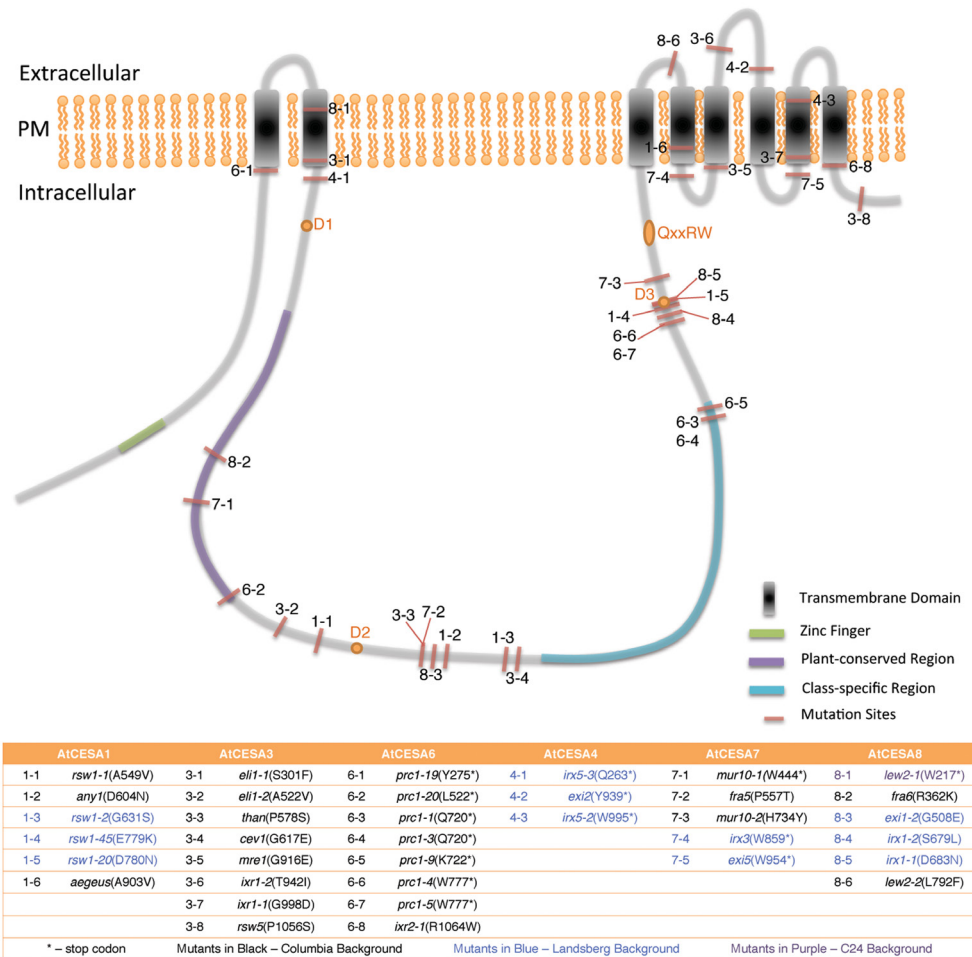 8-6
3-6
4-2
Extracellular
8-1
4-3
PM
1-6
3-1
3-7
6-1
4-1
7-4
3-5
7-5
6-8
Intracellular
3-8
D1
QxxRW
7-3
8-5
D3
1-5
1-4
8-4
6-6
6-7
6-5
6-3
6-4
8-2
7-1
6-2
3-2
1-1
D2
3-3
7-2
1-2
8-3
1-3
3-4
Transmembrane Domain
Zinc Finger
Plant-conserved Region
Class-specific Region
Mutation Sites
AtCESA1 AtCESA3 AtCESA6 AtCESA4 AtCESA7 AtCESA8
1-1 rsw1-1(A549V) 3-1 eli1-1(S301F) 6-1 prc1-19(Y275*) 4-1 irx5-3(Q263*) 7-1 mur10-1(W444*) 8-1 lew2-1(W217*)
1-2 any1(D604N) 3-2 eli1-2(A522V) 6-2 prc1-20(L522*) 4-2 exi2(Y939*) 7-2 fra5(P557T) 8-2 fra6(R362K)
1-3 rsw1-2(G631S) 3-3 than(P578S) 6-3 prc1-1(Q720*) 4-3 irx5-2(W995*) 7-3 mur10-2(H734Y) 8-3 exi1-2(G508E)
1-4 rsw1-45(E779K) 3-4 cev1(G617E) 6-4 prc1-3(Q720*) 7-4 irx3(W859*) 8-4 irx1-2(S679L)
1-5 rsw1-20(D780N) 3-5 mre1(G916E) 6-5 prc1-9(K722*) 7-5 exi5(W954*) 8-5 irx1-1(D683N)
1-6 aegeus(A903V) 3-6 ixr1-2(T942I) 6-6 prc1-4(W777*) 8-6 lew2-2(L792F)
3-7 ixr1-1(G998D) 6-7 prc1-5(W777*)
3-8 rsw5(P1056S) 6-8 ixr2-1(R1064W)
* – stop codon Mutants in Black – Columbia Background Mutants in Blue – Landsberg Background Mutants in Purple – C24 Background